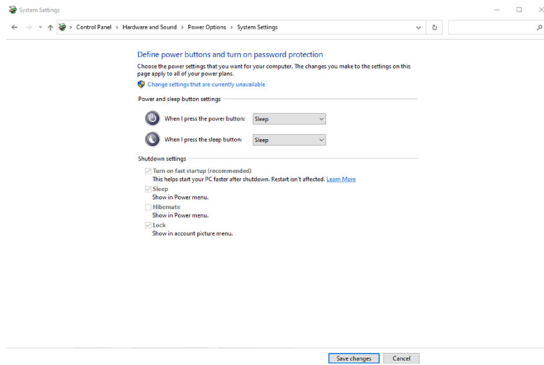 System Settings
Control Panel > Hardware and Sound > Power Options > System Settings
Define power buttons and turn on password protection
Choose the power settings that you want for your computer. The changes you make to the settings on this
page apply to all of your power plans.
Change settings that are currently unavailable
Power and sleep button settings
When I press the power button: Sleep
When I press the sleep button: Sleep
Shutdown settings
Turn on fast startup (recommended)
This helps start your PC faster after shutdown. Restart isn't affected. Learn More
Sleep
Show in Power menu.
Hibernate
Show in Power menu.
Lock
Show in account picture menu.
Save changes Cancel